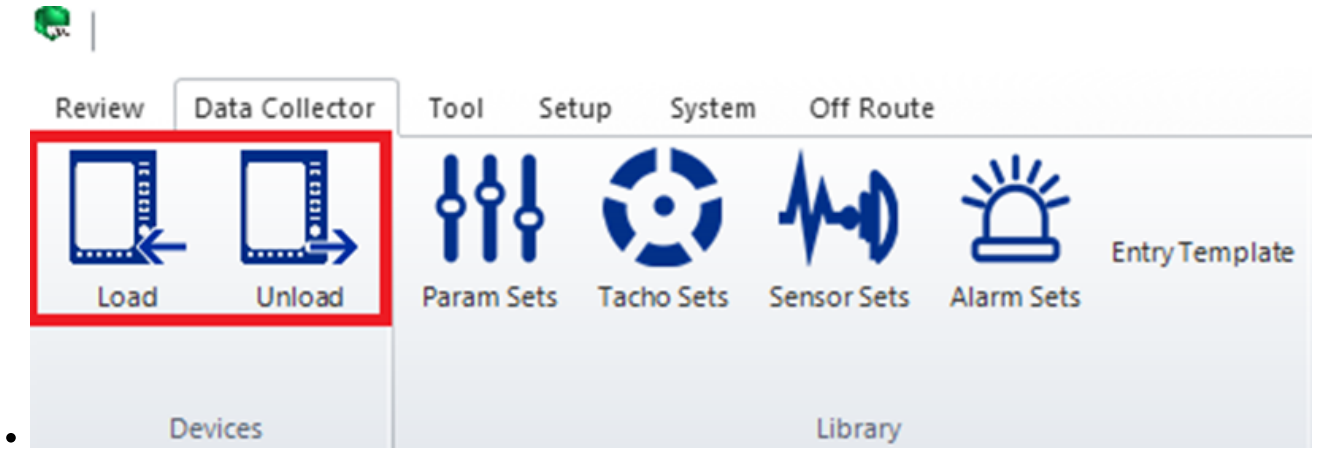 Review Data Collector Tool Setup System Off Route
Load Unload Param Sets Tacho Sets Sensor Sets Alarm Sets Entry Template
Devices Library